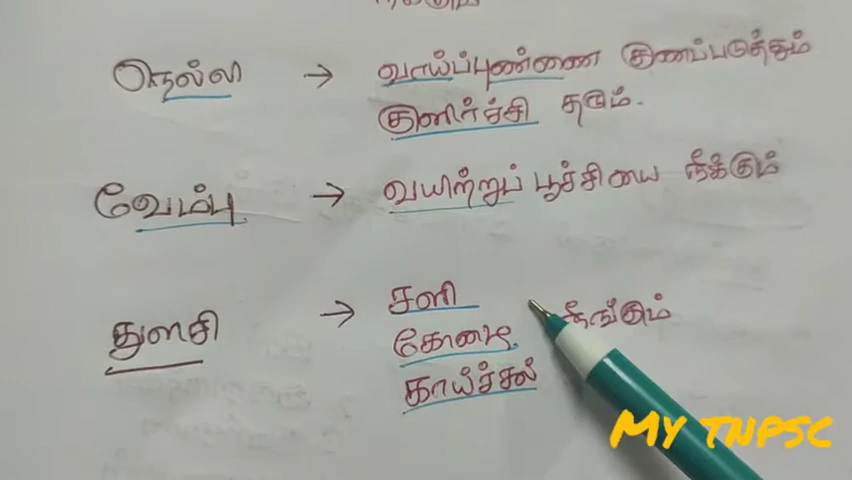 நெல்லி → வாய்ப்புண்ணை குணப்படுத்தும்
குளிர்ச்சி தரும்.
வேம்பு → வயிற்றுப் பூச்சியை நீக்கும்
துளசி → சளி
கோழை, நீங்கும்
காய்ச்சல்
MY TNPSC